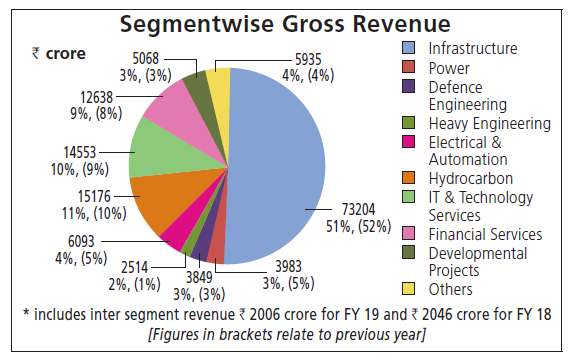 Segmentwise Gross Revenue
₹ crore
5068
3%, (3%)
5935
4%, (4%)
12638
9%, (8%)
14553
10%, (9%)
15176
11%, (10%)
6093
4%, (5%)
2514
2%, (1%)
3849
3%, (3%)
3983
3%, (5%)
73204
51%, (52%)
Infrastructure
Power
Defence
Engineering
Heavy Engineering
Electrical &
Automation
Hydrocarbon
IT & Technology
Services
Financial Services
Developmental
Projects
Others
* includes inter segment revenue ₹ 2006 crore for FY 19 and ₹ 2046 crore for FY 18
[Figures in brackets relate to previous year]